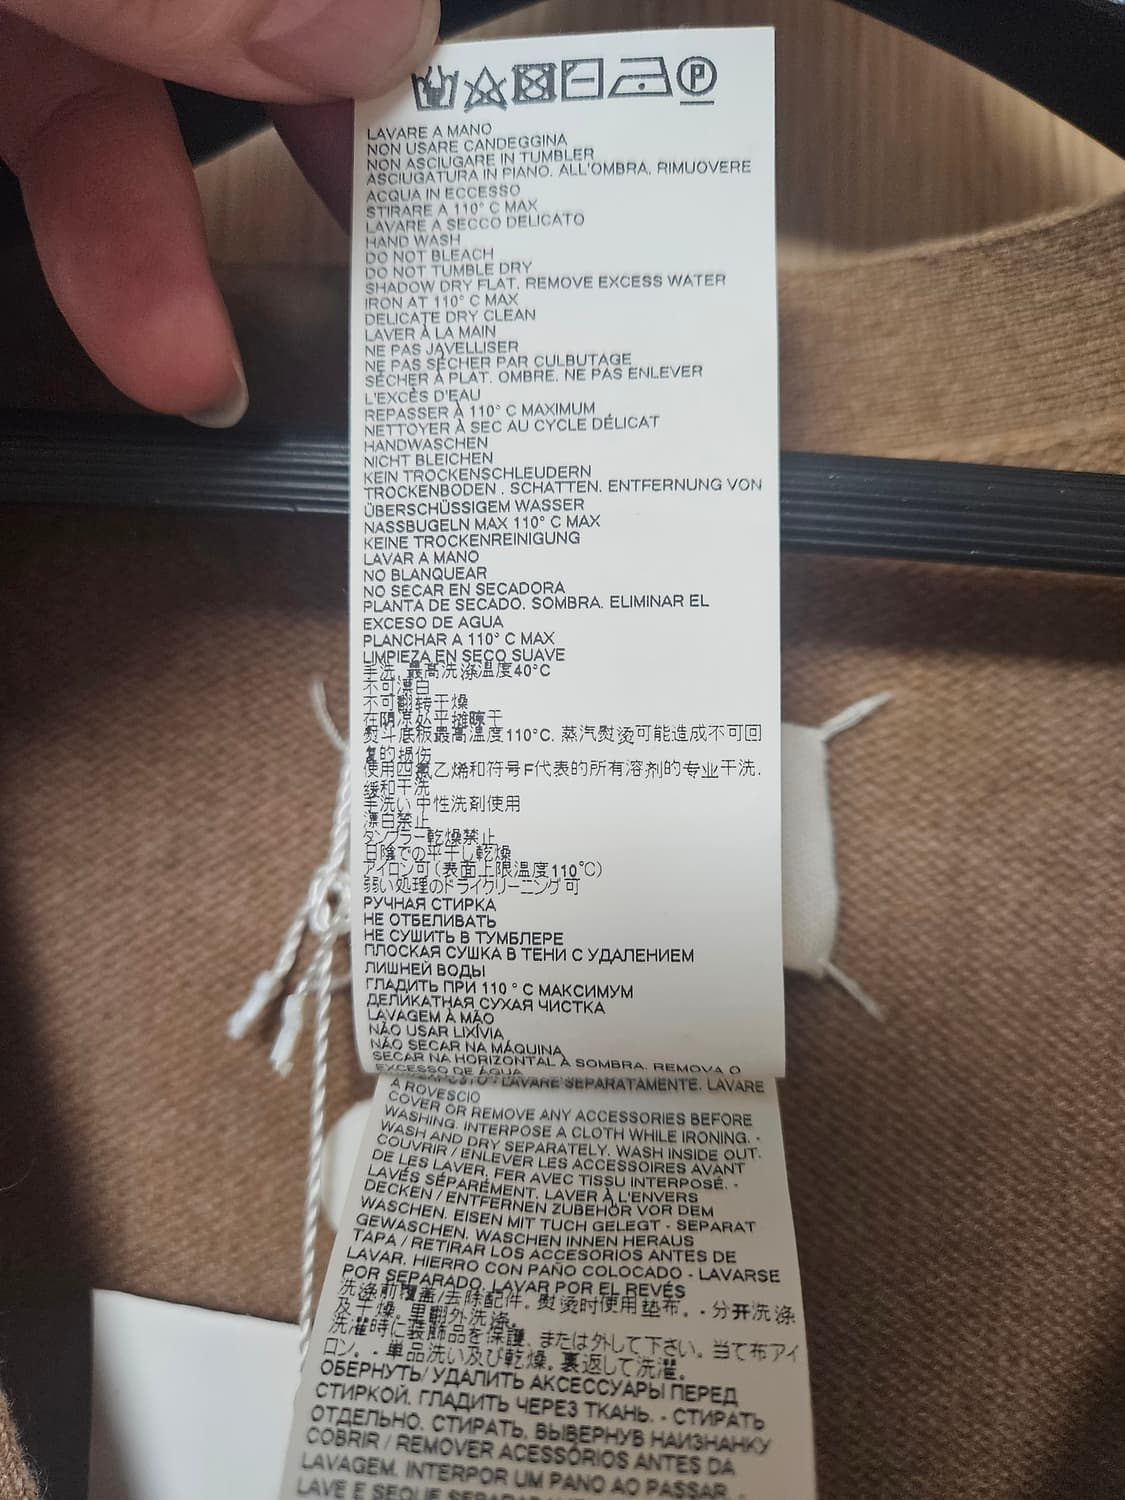 P
LAVARE A MANO
NON USARE CANDEGGINA
NON ASCIUGARE IN TUMBLER
ASCIUGATURA IN PIANO. ALL'OMBRA. RIMUOVERE
ACQUA IN ECCESSO
STIRARE A 110° C MAX
LAVARE A SECCO DELICATO
HAND WASH
DO NOT BLEACH
DO NOT TUMBLE DRY
SHADOW DRY FLAT. REMOVE EXCESS WATER
IRON AT 110° C MAX
DELICATE DRY CLEAN
LAVER À LA MAIN
NE PAS JAVELLISER
NE PAS SÉCHER PAR CULBUTAGE
SÉCHER À PLAT. OMBRE. NE PAS ENLEVER
L'EXCÈS D'EAU
REPASSER À 110° C MAXIMUM
NETTOYER À SEC AU CYCLE DÉLICAT
HANDWASCHEN
NICHT BLEICHEN
KEIN TROCKENSCHLEUDERN
TROCKENBODEN . SCHATTEN. ENTFERNUNG VON
ÜBERSCHÜSSIGEM WASSER
NASSBUGELN MAX 110° C MAX
KEINE TROCKENREINIGUNG
LAVAR A MANO
NO BLANQUEAR
NO SECAR EN SECADORA
PLANTA DE SECADO. SOMBRA. ELIMINAR EL
EXCESO DE AGUA
PLANCHAR A 110° C MAX
LIMPIEZA EN SECO SUAVE
手洗, 最高洗涤温度40°C
不可漂白
不可翻转干燥
在阴凉处平摊晾干
熨斗底板最高温度110°C. 蒸汽熨烫可能造成不可回
复的损伤
使用四氯乙烯和符号F代表的所有溶剂的专业干洗.
缓和干洗
手洗い 中性洗剤使用
漂白禁止
タンブラー乾燥禁止
日陰での平干し乾燥
アイロン可(表面上限温度110℃)
弱い処理のドライクリーニング可
РУЧНАЯ СТИРКА
НЕ ОТБЕЛИВАТЬ
НЕ СУШИТЬ В ТУМБЛЕРЕ
ПЛОСКАЯ СУШКА В ТЕНИ С УДАЛЕНИЕМ
ЛИШНЕЙ ВОДЫ
ГЛАДИТЬ ПРИ 110 ° С МАКСИМУМ
ДЕЛИКАТНАЯ СУХАЯ ЧИСТКА
LAVAGEM À MÃO
NÃO USAR LIXÍVIA
NÃO SECAR NA MÁQUINA
SECAR NA HORIZONTAL À SOMBRA. REMOVA O
EXCESSO DE ÁGUA
LAVARE SEPARATAMENTE. LAVARE
A ROVESCIO
COVER OR REMOVE ANY ACCESSORIES BEFORE
WASHING. INTERPOSE A CLOTH WHILE IRONING. -
WASH AND DRY SEPARATELY. WASH INSIDE OUT.
COUVRIR / ENLEVER LES ACCESSOIRES AVANT
DE LES LAVER. FER AVEC TISSU INTERPOSÉ. -
LAVÉS SÉPARÉMENT. LAVER À L'ENVERS
DECKEN / ENTFERNEN ZUBEHÖR VOR DEM
WASCHEN. EISEN MIT TUCH GELEGT - SEPARAT
GEWASCHEN. WASCHEN INNEN HERAUS
TAPA / RETIRAR LOS ACCESORIOS ANTES DE
LAVAR. HIERRO CON PAÑO COLOCADO - LAVARSE
POR SEPARADO. LAVAR POR EL REVÉS
洗涤前覆盖/去除配件. 熨烫时使用垫布. - 分开洗涤
及干燥. 里翻外洗涤.
洗濯時に装飾品を保護、または外して下さい。当て布アイ
ロン。- 単品洗い及び乾燥。裏返して洗濯。
ОБЕРНУТЬ/ УДАЛИТЬ АКСЕССУАРЫ ПЕРЕД
СТИРКОЙ. ГЛАДИТЬ ЧЕРЕЗ ТКАНЬ. - СТИРАТЬ
ОТДЕЛЬНО. СТИРАТЬ, ВЫВЕРНУВ НАИЗНАНКУ
COBRIR / REMOVER ACESSÓRIOS ANTES DA
LAVAGEM. INTERPOR UM PANO AO PASSAR. -
LAVE E SEQUE